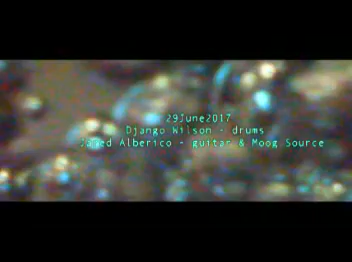 29June2017
Django Wilson - drums
Jared Alberico - guitar & Moog Source